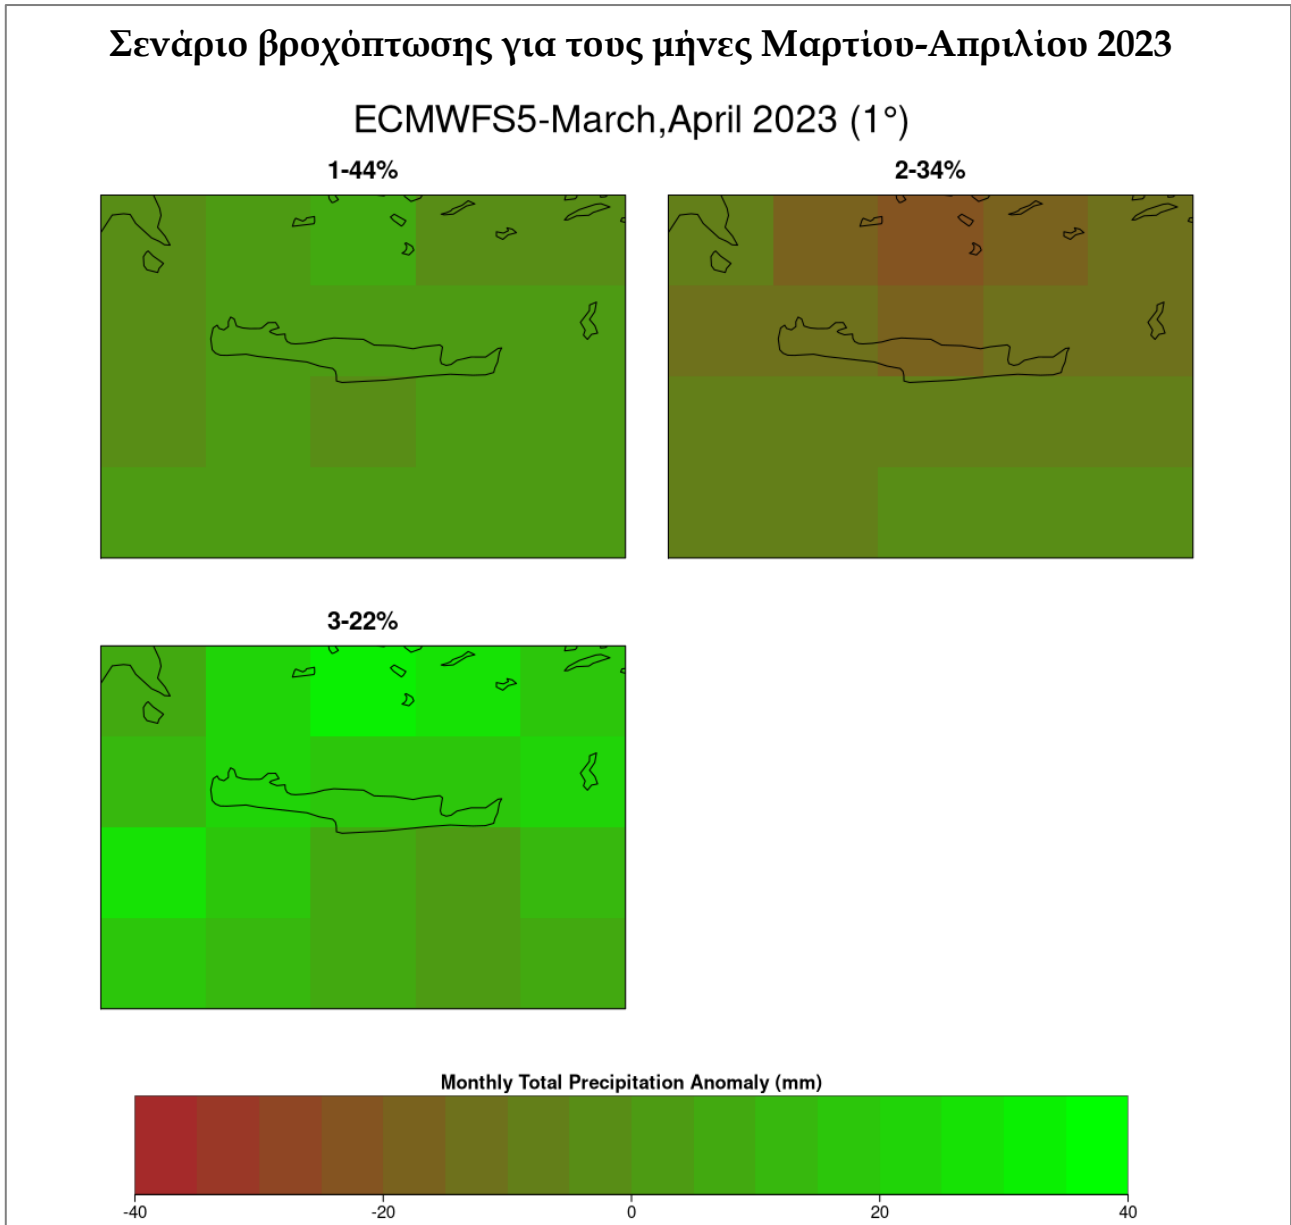 Σενάριο βροχόπτωσης για τους μήνες Μαρτίου-Απριλίου 2023
ECMWFS5-March,April 2023 (1°)
1-44%
2-34%
3-22%
Monthly Total Precipitation Anomaly (mm)
-40 -20 0 20 40